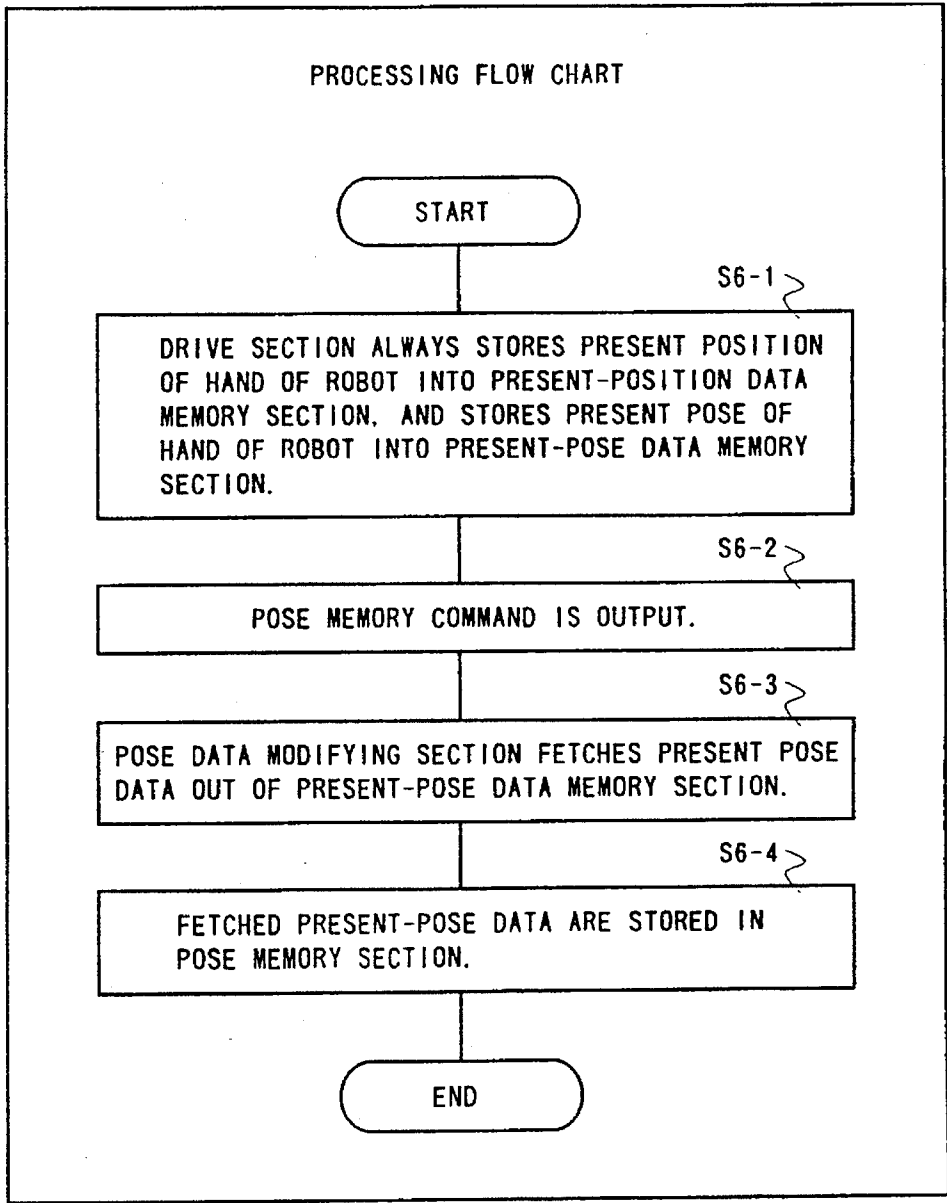 PROCESSING FLOW CHART
START
S6-1
DRIVE SECTION ALWAYS STORES PRESENT POSITION
OF HAND OF ROBOT INTO PRESENT-POSITION DATA
MEMORY SECTION, AND STORES PRESENT POSE OF
HAND OF ROBOT INTO PRESENT-POSE DATA MEMORY
SECTION.
S6-2
POSE MEMORY COMMAND IS OUTPUT.
S6-3
POSE DATA MODIFYING SECTION FETCHES PRESENT POSE
DATA OUT OF PRESENT-POSE DATA MEMORY SECTION.
S6-4
FETCHED PRESENT-POSE DATA ARE STORED IN
POSE MEMORY SECTION.
END